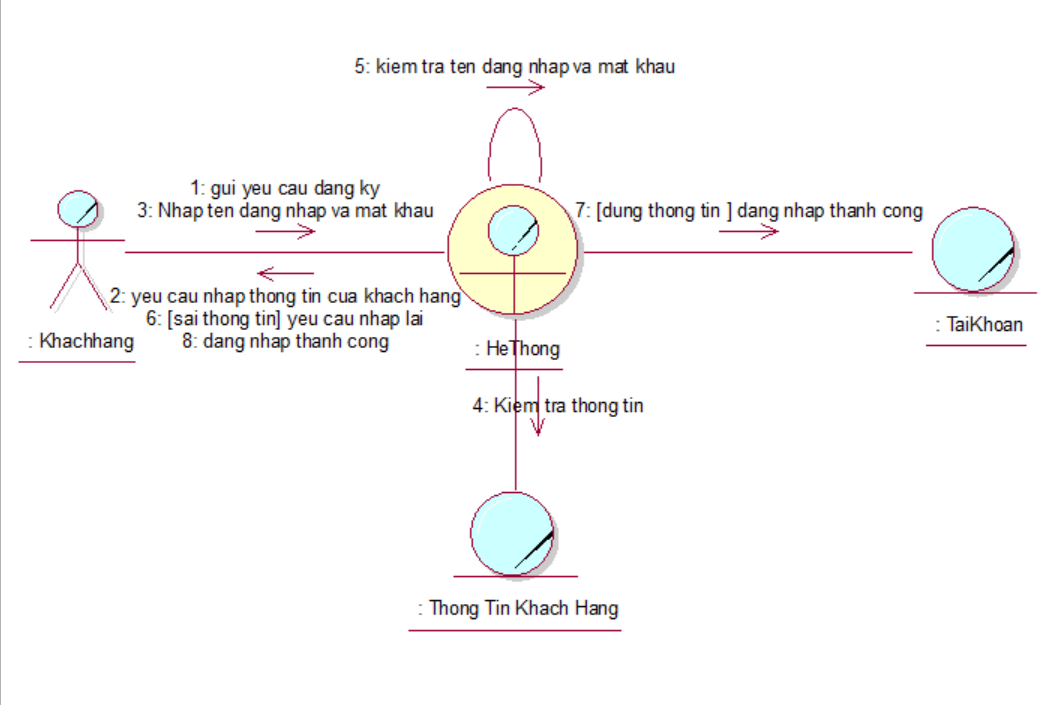 5: kiem tra ten dang nhap va mat khau
1: gui yeu cau dang ky
3: Nhap ten dang nhap va mat khau
7: [dung thong tin ] dang nhap thanh cong
2: yeu cau nhap thong tin cua khach hang
6: [sai thong tin] yeu cau nhap lai
8: dang nhap thanh cong
: Khachhang
: HeThong
: TaiKhoan
4: Kiem tra thong tin
: Thong Tin Khach Hang